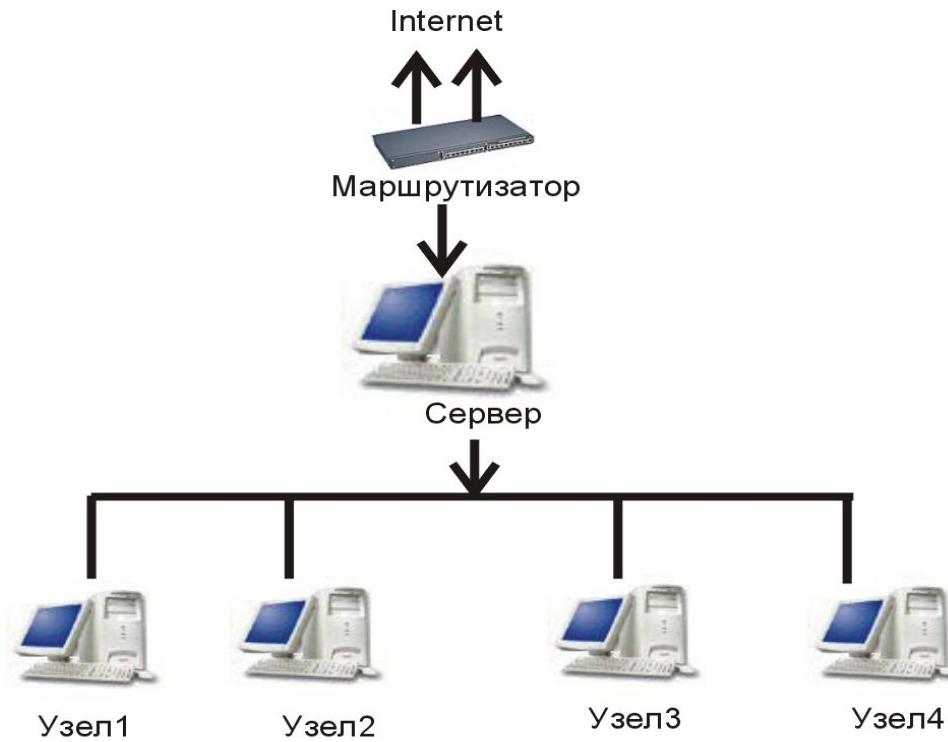 Internet
Маршрутизатор
Сервер
Узел1
Узел2
Узел3
Узел4